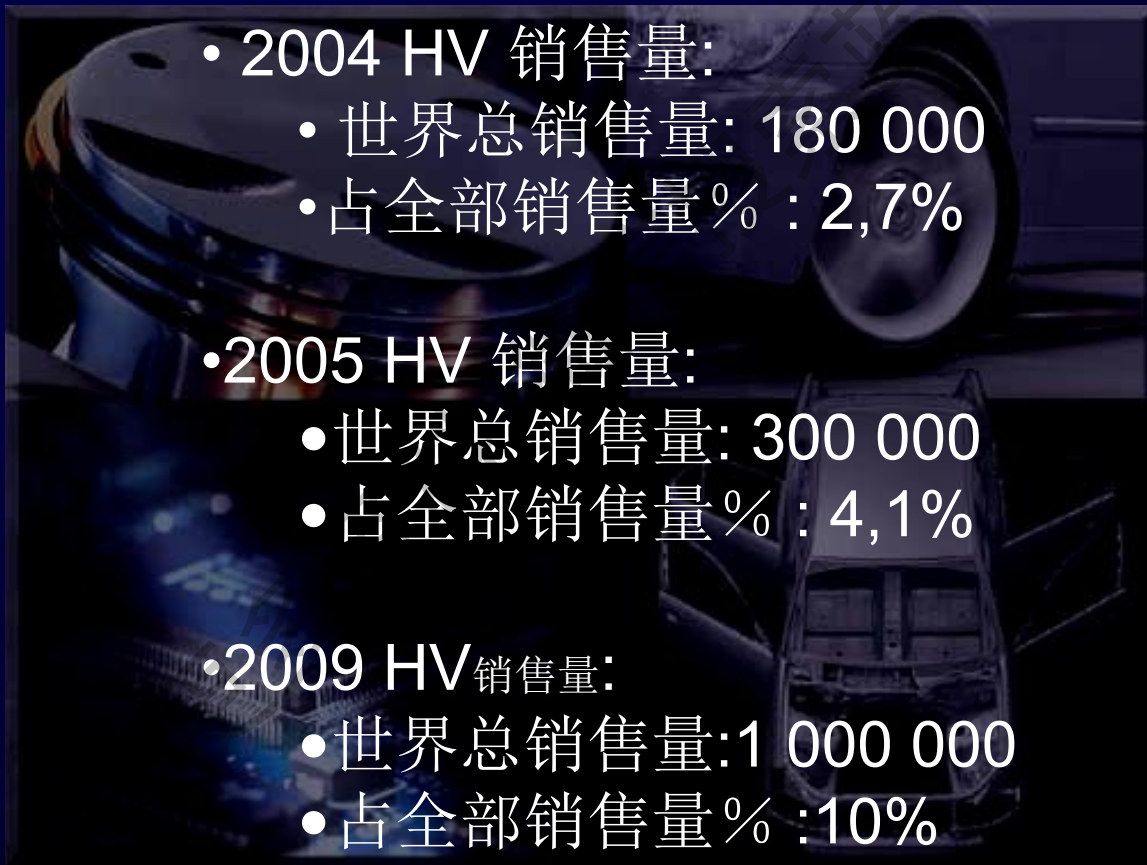 • 2004 HV 销售量:
• 世界总销售量: 180 000
•占全部销售量％ : 2,7%
•2005 HV 销售量:
•世界总销售量: 300 000
•占全部销售量％ : 4,1%
•2009 HV销售量:
•世界总销售量:1 000 000
•占全部销售量％ :10%